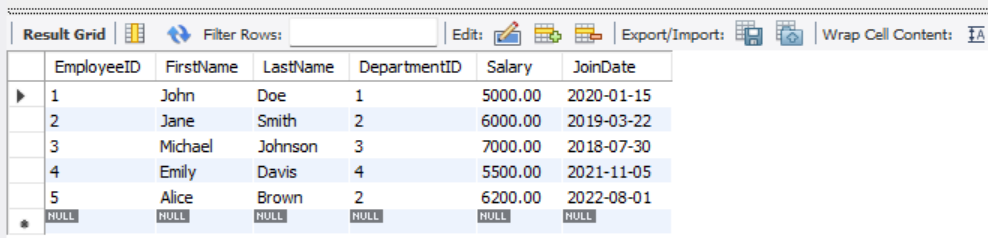 Result Grid Filter Rows: Edit: Export/Import: Wrap Cell Content: IA
EmployeeID FirstName LastName DepartmentID Salary JoinDate
1 John Doe 1 5000.00 2020-01-15
2 Jane Smith 2 6000.00 2019-03-22
3 Michael Johnson 3 7000.00 2018-07-30
4 Emily Davis 4 5500.00 2021-11-05
5 Alice Brown 2 6200.00 2022-08-01
NULL NULL NULL NULL NULL NULL